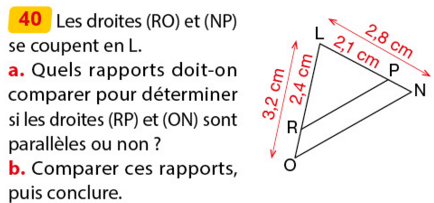 40 Les droites (RO) et (NP)
se coupent en L.
a. Quels rapports doit-on
comparer pour déterminer
si les droites (RP) et (ON) sont
parallèles ou non ?
b. Comparer ces rapports,
puis conclure.
L
2,8 cm
2,1 cm
P
N
3,2 cm
2,4 cm
R
O